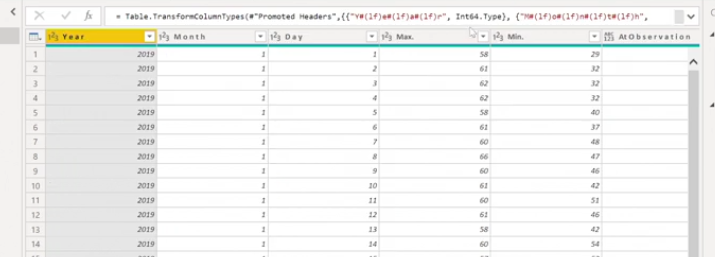 = Table.TransformColumnTypes(#"Promoted Headers",{{"Y#(lf)e#(lf)a#(lf)r", Int64.Type}, {"M#(lf)o#(lf)n#(lf)t#(lf)h",
Year Month Day Max. Min. AtObservation
1 2019 1 1 58 29
2 2019 1 2 61 32
3 2019 1 3 62 32
4 2019 1 4 62 32
5 2019 1 5 58 40
6 2019 1 6 61 37
7 2019 1 7 60 48
8 2019 1 8 66 47
9 2019 1 9 60 46
10 2019 1 10 61 42
11 2019 1 11 60 51
12 2019 1 12 61 46
13 2019 1 13 58 42
14 2019 1 14 60 54